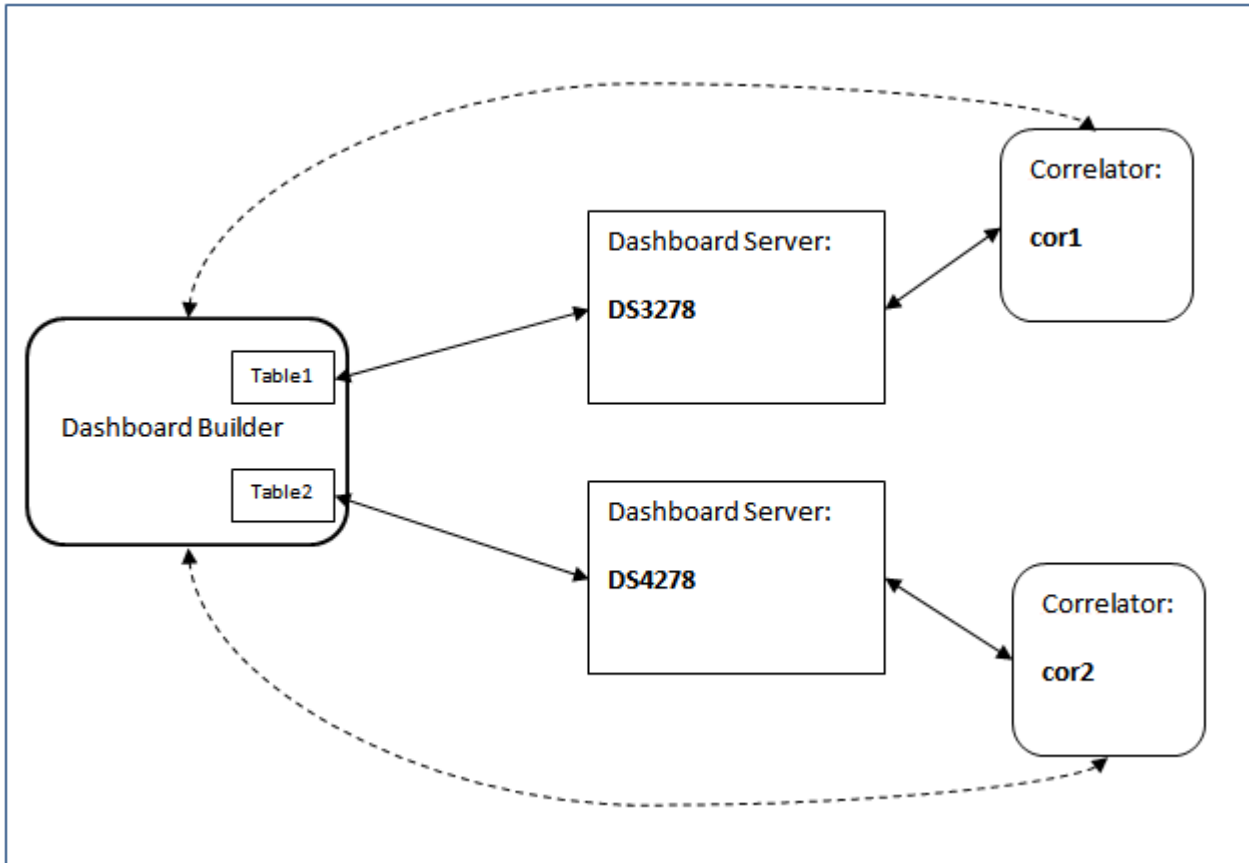 Correlator:
cor1
Dashboard Server:
DS3278
Table1
Dashboard Builder
Table2
Dashboard Server:
DS4278
Correlator:
cor2